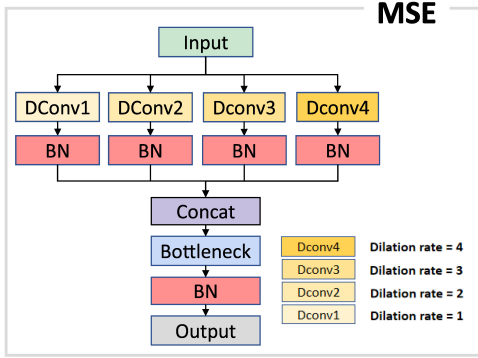 MSE
Input
DConv1 DConv2 Dconv3 Dconv4
BN BN BN BN
Concat
Bottleneck
BN
Output
Dconv4 Dilation rate = 4
Dconv3 Dilation rate = 3
Dconv2 Dilation rate = 2
Dconv1 Dilation rate = 1